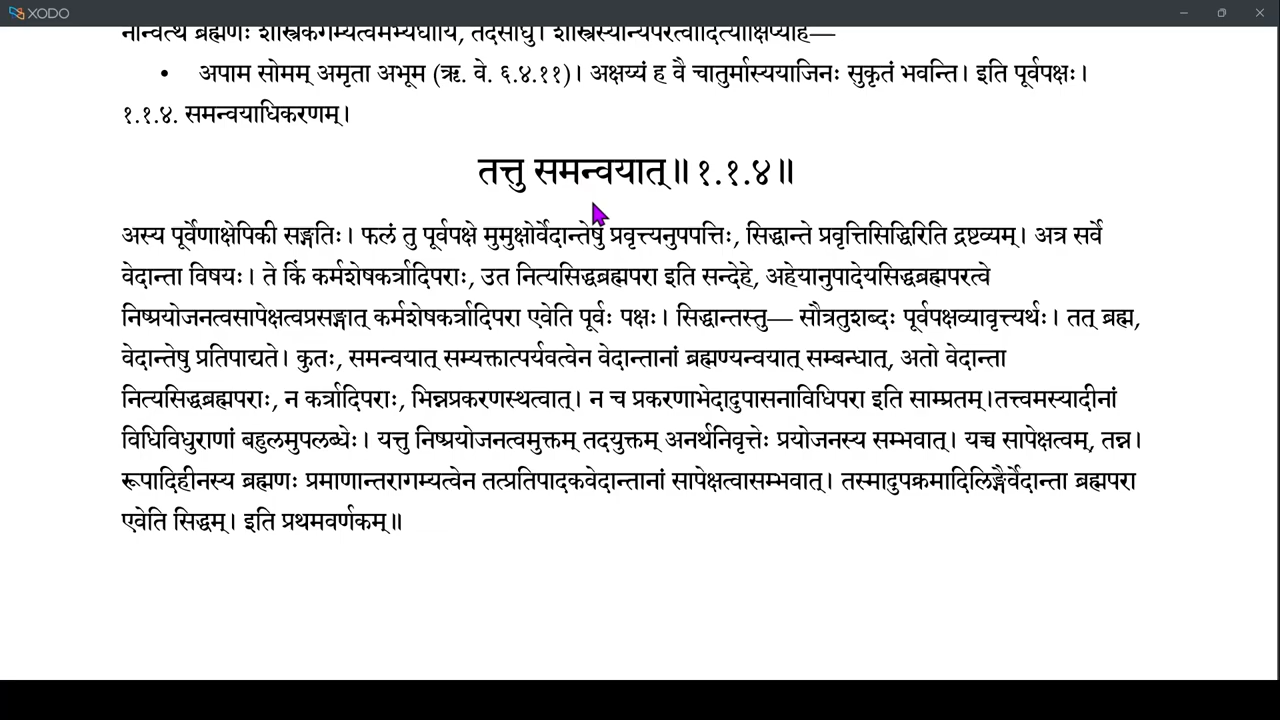 XODO
नन्वित्थं ब्रह्मणः शास्त्रैकगम्यत्वमभ्यधायि, तदसाधु। शास्त्रस्यान्यपरत्वादित्याक्षिप्याह—
• अपाम सोमम् अमृता अभूम (ऋ. वे. ६.४.११)। अक्षय्यं ह वै चातुर्मास्ययाजिनः सुकृतं भवन्ति। इति पूर्वपक्षः।
१.१.४. समन्वयाधिकरणम्।
तत्तु समन्वयात्॥ १.१.४॥
अस्य पूर्वेणाक्षेपिकी सङ्गतिः। फलं तु पूर्वपक्षे मुमुक्षोर्वेदान्तेषु प्रवृत्त्यनुपपत्तिः, सिद्धान्ते प्रवृत्तिसिद्धिरिति द्रष्टव्यम्। अत्र सर्वे
वेदान्ता विषयः। ते किं कर्मशेषकर्त्रादिपराः, उत नित्यसिद्धब्रह्मपरा इति सन्देहे, अहेयानुपादेयसिद्धब्रह्मपरत्वे
निष्प्रयोजनत्वसापेक्षत्वप्रसङ्गात् कर्मशेषकर्त्रादिपरा एवेति पूर्वः पक्षः। सिद्धान्तस्तु— सौत्रतुशब्दः पूर्वपक्षव्यावृत्त्यर्थः। तत् ब्रह्म,
वेदान्तेषु प्रतिपाद्यते। कुतः, समन्वयात् सम्यक्तात्पर्यवत्वेन वेदान्तानां ब्रह्मण्यन्वयात् सम्बन्धात्, अतो वेदान्ता
नित्यसिद्धब्रह्मपराः, न कर्त्रादिपराः, भिन्नप्रकरणस्थत्वात्। न च प्रकरणाभेदादुपासनाविधिपरा इति साम्प्रतम्।तत्त्वमस्यादीनां
विधिविधुराणां बहुलमुपलब्धेः। यत्तु निष्प्रयोजनत्वमुक्तम् तदयुक्तम् अनर्थनिवृत्तेः प्रयोजनस्य सम्भवात्। यच्च सापेक्षत्वम्, तन्न।
रूपादिहीनस्य ब्रह्मणः प्रमाणान्तरागम्यत्वेन तत्प्रतिपादकवेदान्तानां सापेक्षत्वासम्भवात्। तस्मादुपक्रमादिलिङ्गैर्वेदान्ता ब्रह्मपरा
एवेति सिद्धम्। इति प्रथमवर्णकम्॥